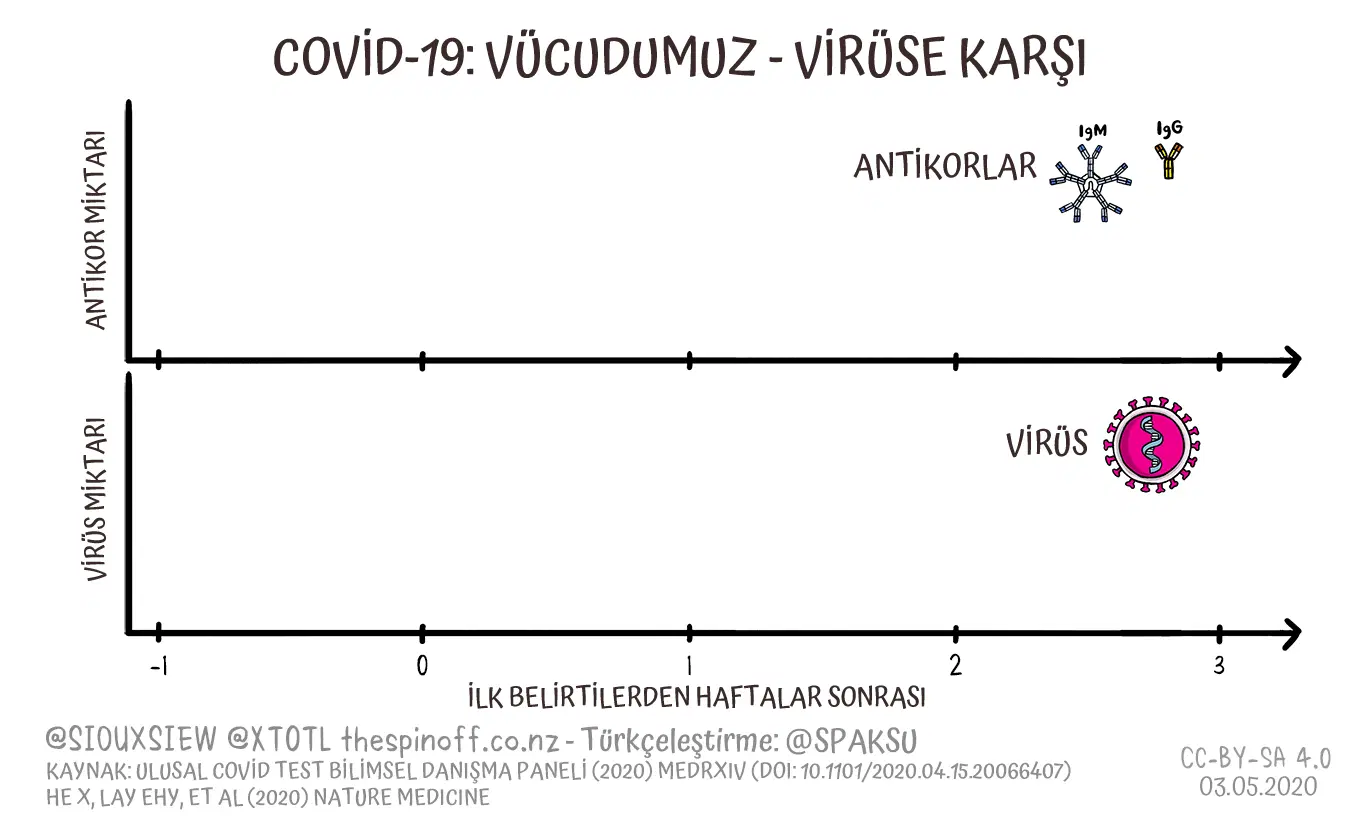 COVİD-19: VÜCUDUMUZ - VİRÜSE KARŞI
ANTİKOR MİKTARI
ANTİKORLAR
IgM
IgG
VİRÜS MİKTARI
VİRÜS
-1 0 1 2 3
İLK BELİRTİLERDEN HAFTALAR SONRASI
@SIOUXSIEW @XTOTL thespinoff.co.nz - Türkçeleştirme: @SPAKSU
KAYNAK: ULUSAL COVİD TEST BİLİMSEL DANIŞMA PANELİ (2020) MEDRXIV (DOI: 10.1101/2020.04.15.20066407)
HE X, LAY EHY, ET AL (2020) NATURE MEDICINE
CC-BY-SA 4.0
03.05.2020